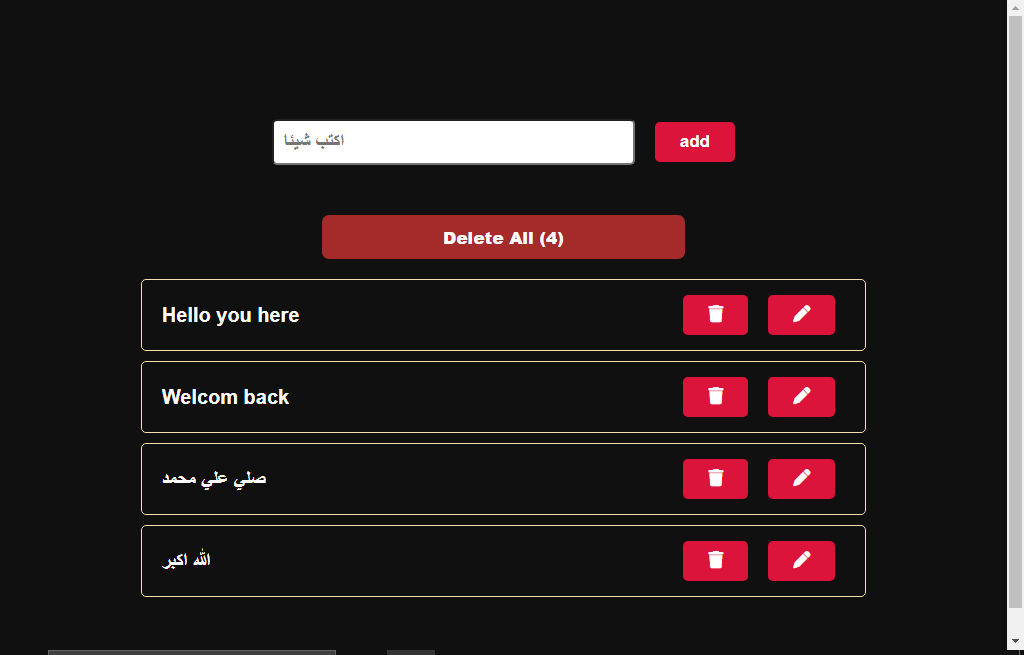 اكتب شيئا
add
Delete All (4)
Hello you here
Welcom back
صلي علي محمد
الله اكبر